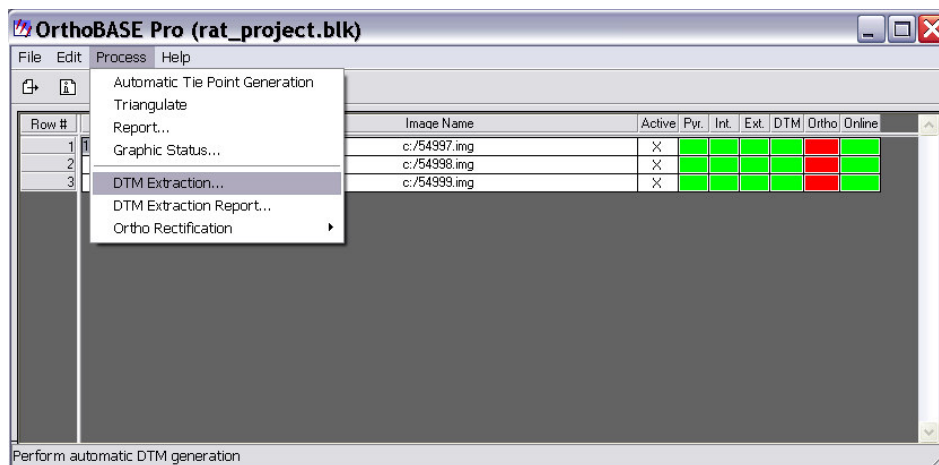 OrthoBASE Pro (rat_project.blk)
File Edit Process Help
Automatic Tie Point Generation
Triangulate
Report...
Graphic Status...
DTM Extraction...
DTM Extraction Report...
Ortho Rectification
Row # Image Name Active Pyr. Int. Ext. DTM Ortho Online
1 1 c:/54997.img X
2 c:/54998.img X
3 c:/54999.img X
Perform automatic DTM generation